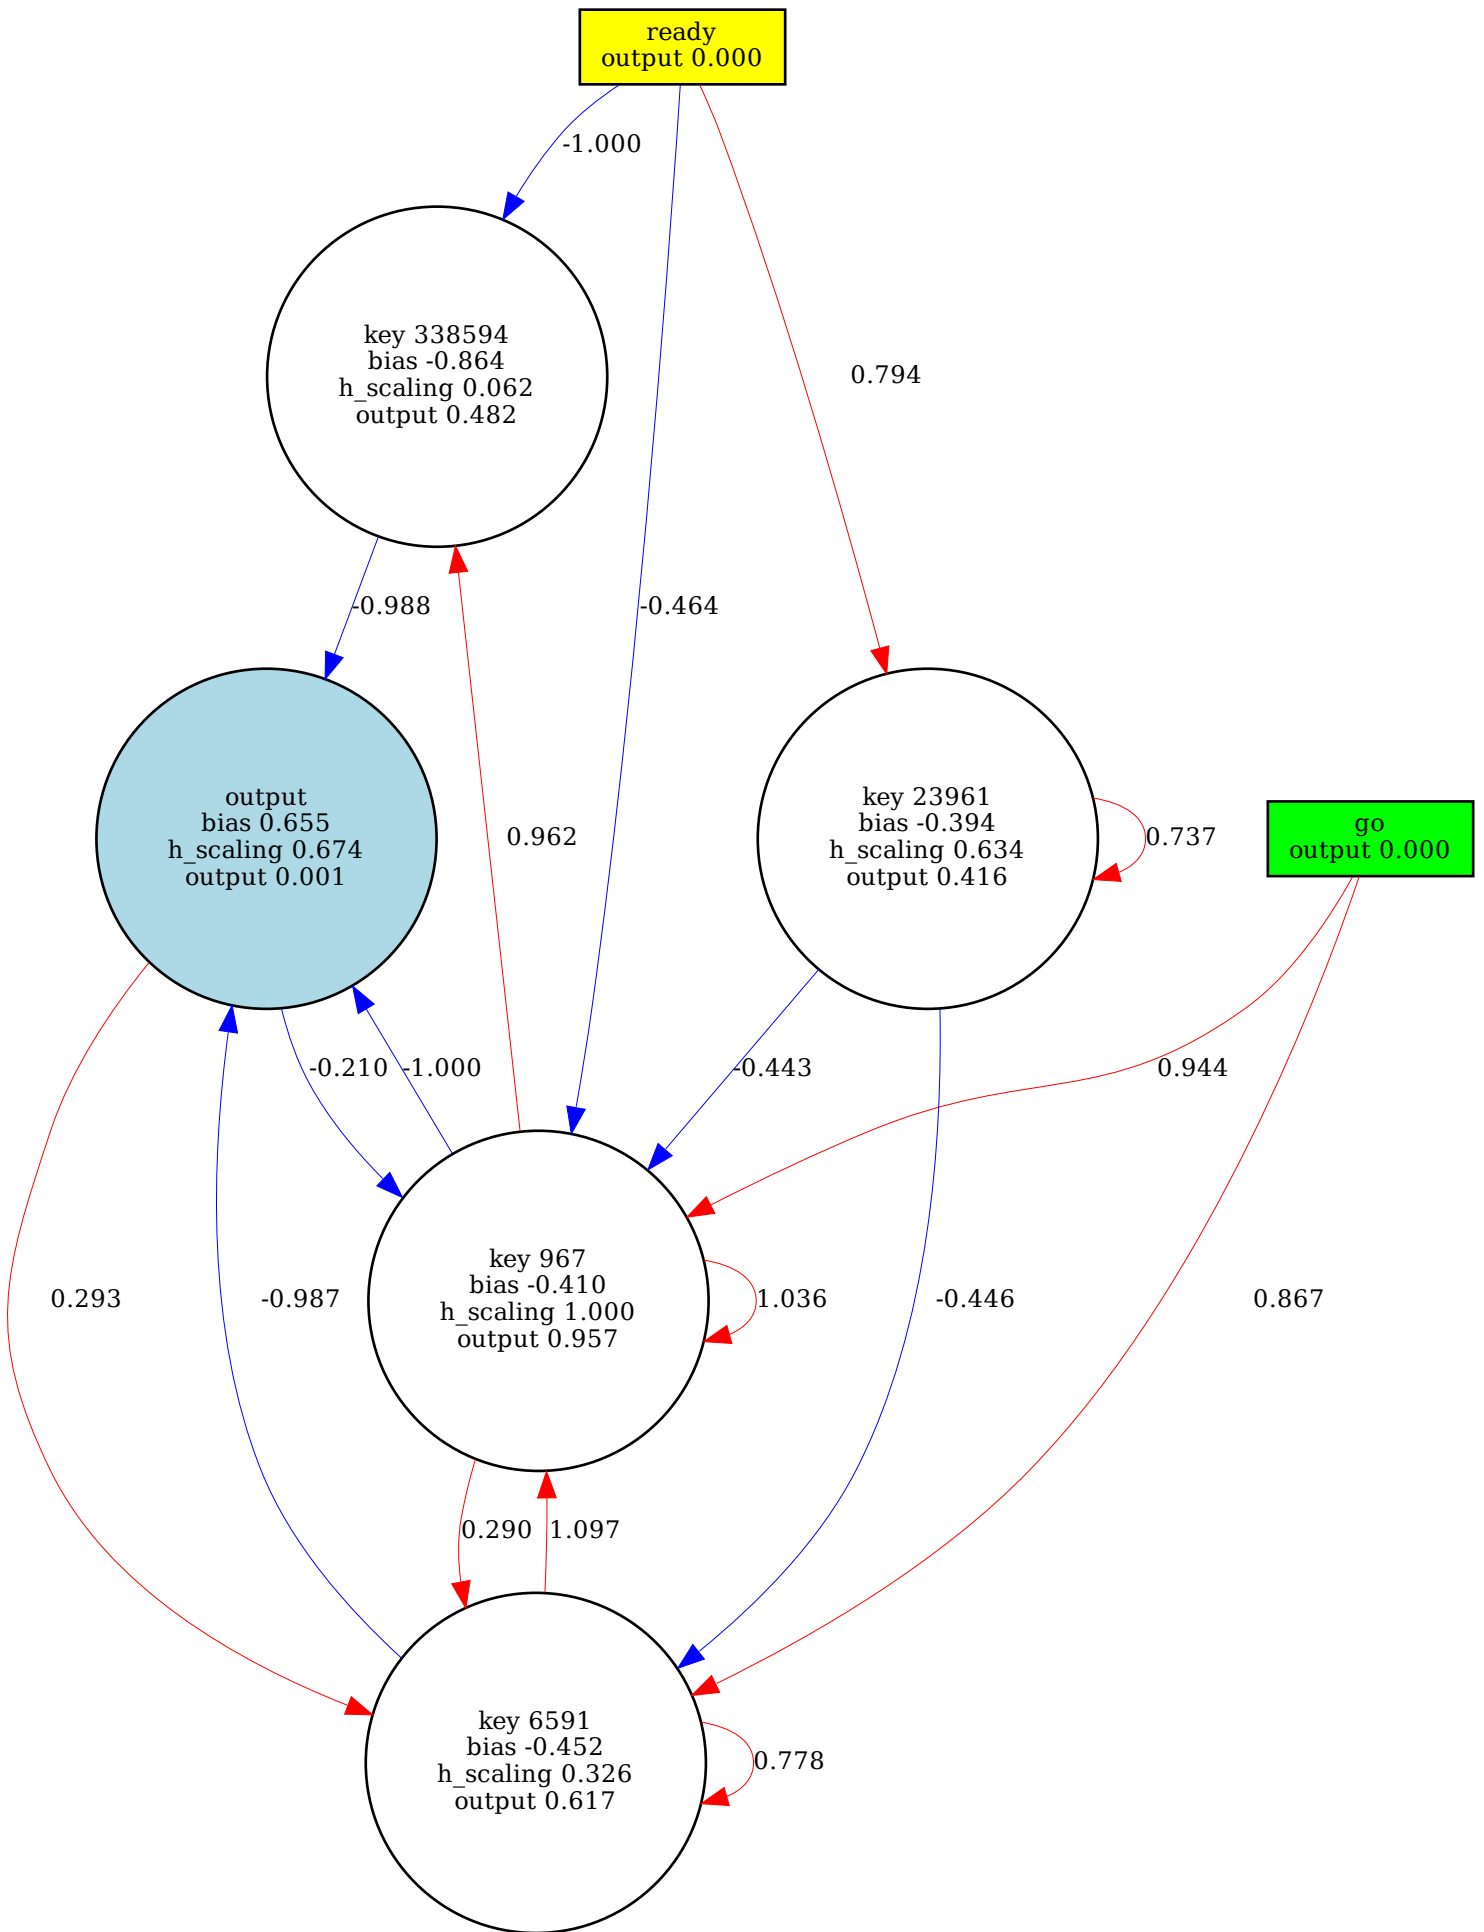 ready
output 0.000
-1.000
key 338594
bias -0.864
h_scaling 0.062
output 0.482
0.794
-0.988
-0.464
output
bias 0.655
h_scaling 0.674
output 0.001
0.962
key 23961
bias -0.394
h_scaling 0.634
output 0.416
0.737
go
output 0.000
-0.210
-1.000
-0.443
0.944
0.293
-0.987
key 967
bias -0.410
h_scaling 1.000
output 0.957
1.036
-0.446
0.867
0.290
1.097
key 6591
bias -0.452
h_scaling 0.326
output 0.617
0.778